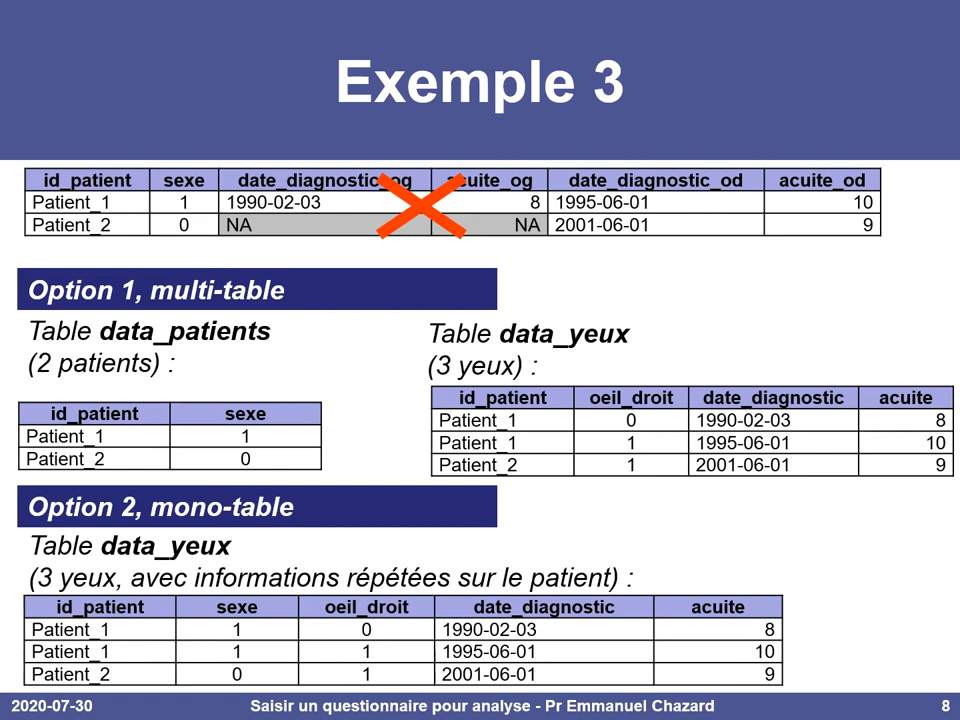 Exemple 3
id_patient sexe date_diagnostic_og acuite_og date_diagnostic_od acuite_od
Patient_1 1 1990-02-03 8 1995-06-01 10
Patient_2 0 NA NA 2001-06-01 9
Option 1, multi-table
Table data_patients
(2 patients) :
id_patient sexe
Patient_1 1
Patient_2 0
Table data_yeux
(3 yeux) :
id_patient oeil_droit date_diagnostic acuite
Patient_1 0 1990-02-03 8
Patient_1 1 1995-06-01 10
Patient_2 1 2001-06-01 9
Option 2, mono-table
Table data_yeux
(3 yeux, avec informations répétées sur le patient) :
id_patient sexe oeil_droit date_diagnostic acuite
Patient_1 1 0 1990-02-03 8
Patient_1 1 1 1995-06-01 10
Patient_2 0 1 2001-06-01 9
2020-07-30 Saisir un questionnaire pour analyse - Pr Emmanuel Chazard 8